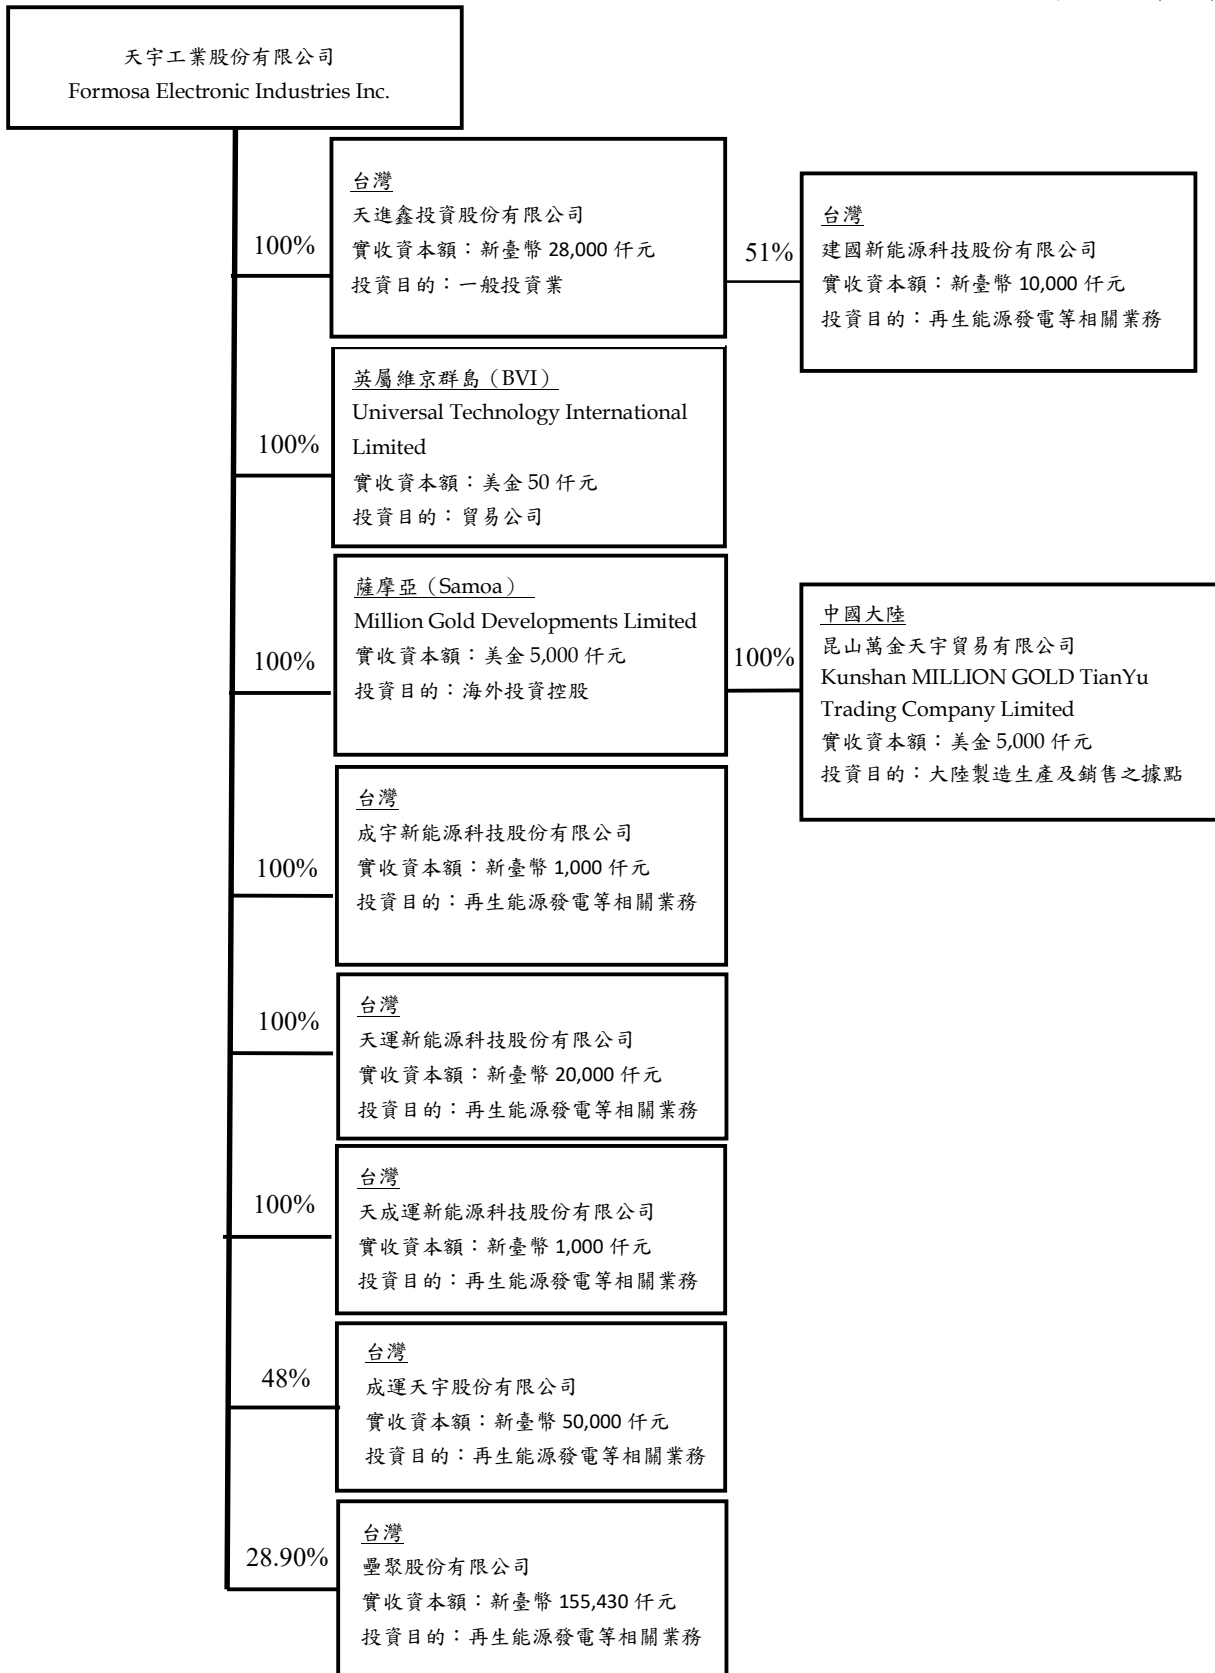 天宇工業股份有限公司
Formosa Electronic Industries Inc.
100%
台灣
天進鑫投資股份有限公司
實收資本額：新臺幣 28,000 仟元
投資目的：一般投資業
51%
台灣
建國新能源科技股份有限公司
實收資本額：新臺幣 10,000 仟元
投資目的：再生能源發電等相關業務
100%
英屬維京群島（BVI）
Universal Technology International
Limited
實收資本額：美金 50 仟元
投資目的：貿易公司
100%
薩摩亞（Samoa）
Million Gold Developments Limited
實收資本額：美金 5,000 仟元
投資目的：海外投資控股
100%
中國大陸
昆山萬金天宇貿易有限公司
Kunshan MILLION GOLD TianYu
Trading Company Limited
實收資本額：美金 5,000 仟元
投資目的：大陸製造生產及銷售之據點
100%
台灣
成宇新能源科技股份有限公司
實收資本額：新臺幣 1,000 仟元
投資目的：再生能源發電等相關業務
100%
台灣
天運新能源科技股份有限公司
實收資本額：新臺幣 20,000 仟元
投資目的：再生能源發電等相關業務
100%
台灣
天成運新能源科技股份有限公司
實收資本額：新臺幣 1,000 仟元
投資目的：再生能源發電等相關業務
48%
台灣
成運天宇股份有限公司
實收資本額：新臺幣 50,000 仟元
投資目的：再生能源發電等相關業務
28.90%
台灣
壘聚股份有限公司
實收資本額：新臺幣 155,430 仟元
投資目的：再生能源發電等相關業務